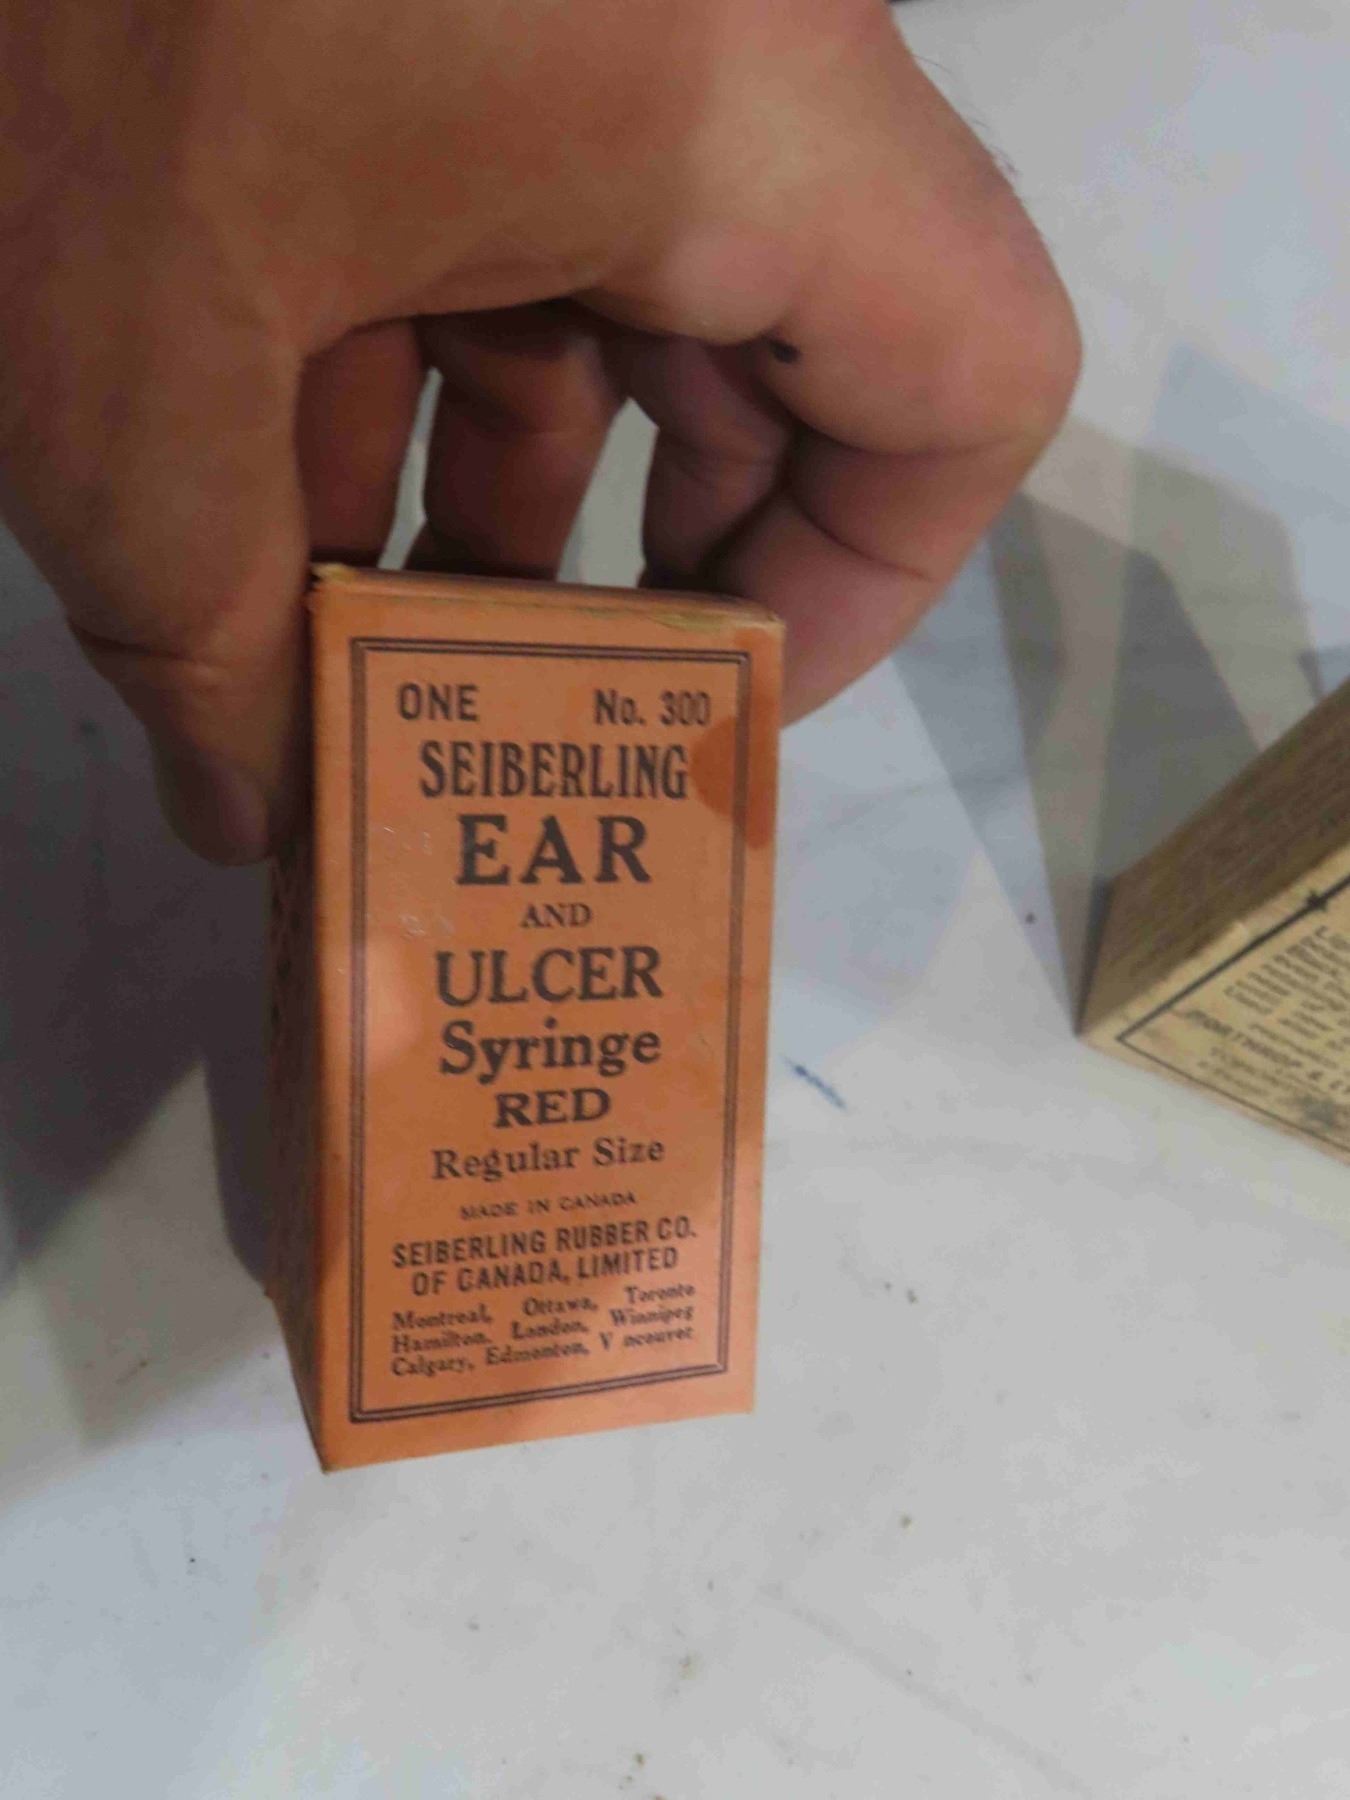 ONE No. 300
SEIBERLING
EAR
AND
ULCER
Syringe
RED
Regular Size
MADE IN CANADA
SEIBERLING RUBBER CO.
OF CANADA, LIMITED
Montreal, Ottawa, Toronto
Hamilton, London, Winnipeg
Calgary, Edmonton, V ncouver